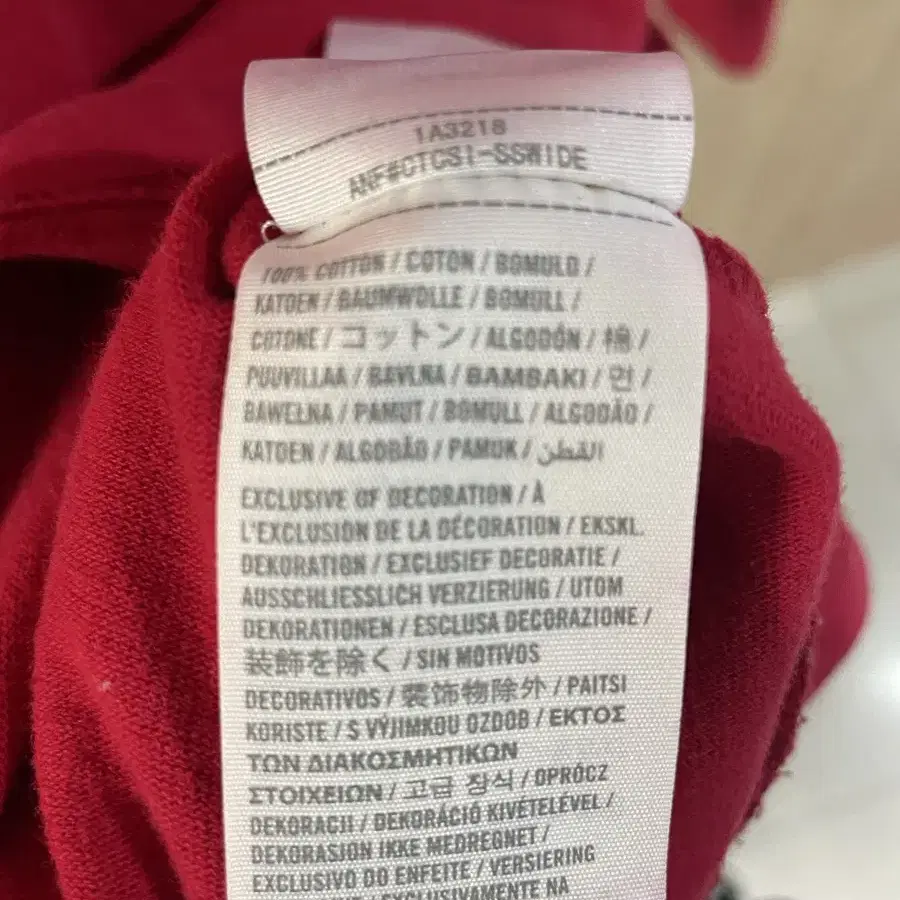 1A3218
ANF#CTCSI-SSWIDE
100% COTTON / COTON / BOMULD /
KATOEN / BAUMWOLLE / BOMULL /
COTONE / コットン / ALGODÓN / 棉 /
PUUVILLAA / BAVLNA / BAMBAKI / 면 /
BAWEŁNA / PAMUT / BOMULL / ALGODÃO /
KATOEN / ALGODÃO / PAMUK / القطن
EXCLUSIVE OF DECORATION / À
L'EXCLUSION DE LA DÉCORATION / EKSKL.
DEKORATION / EXCLUSIEF DECORATIE /
AUSSCHLIESSLICH VERZIERUNG / UTOM
DEKORATIONEN / ESCLUSA DECORAZIONE /
装飾を除く / SIN MOTIVOS
DECORATIVOS / 装饰物除外 / PAITSI
KORISTE / S VÝJIMKOU OZDOB / ΕΚΤΟΣ
ΤΩΝ ΔΙΑΚΟΣΜΗΤΙΚΩΝ
ΣΤΟΙΧΕΙΩΝ / 고급 장식 / OPRÓCZ
DEKORACJI / DEKORÁCIÓ KIVÉTELÉVEL /
DEKORASJON IKKE MEDREGNET /
EXCLUSIVO DO ENFEITE / VERSIERING
EXCLUSIVAMENTE NA